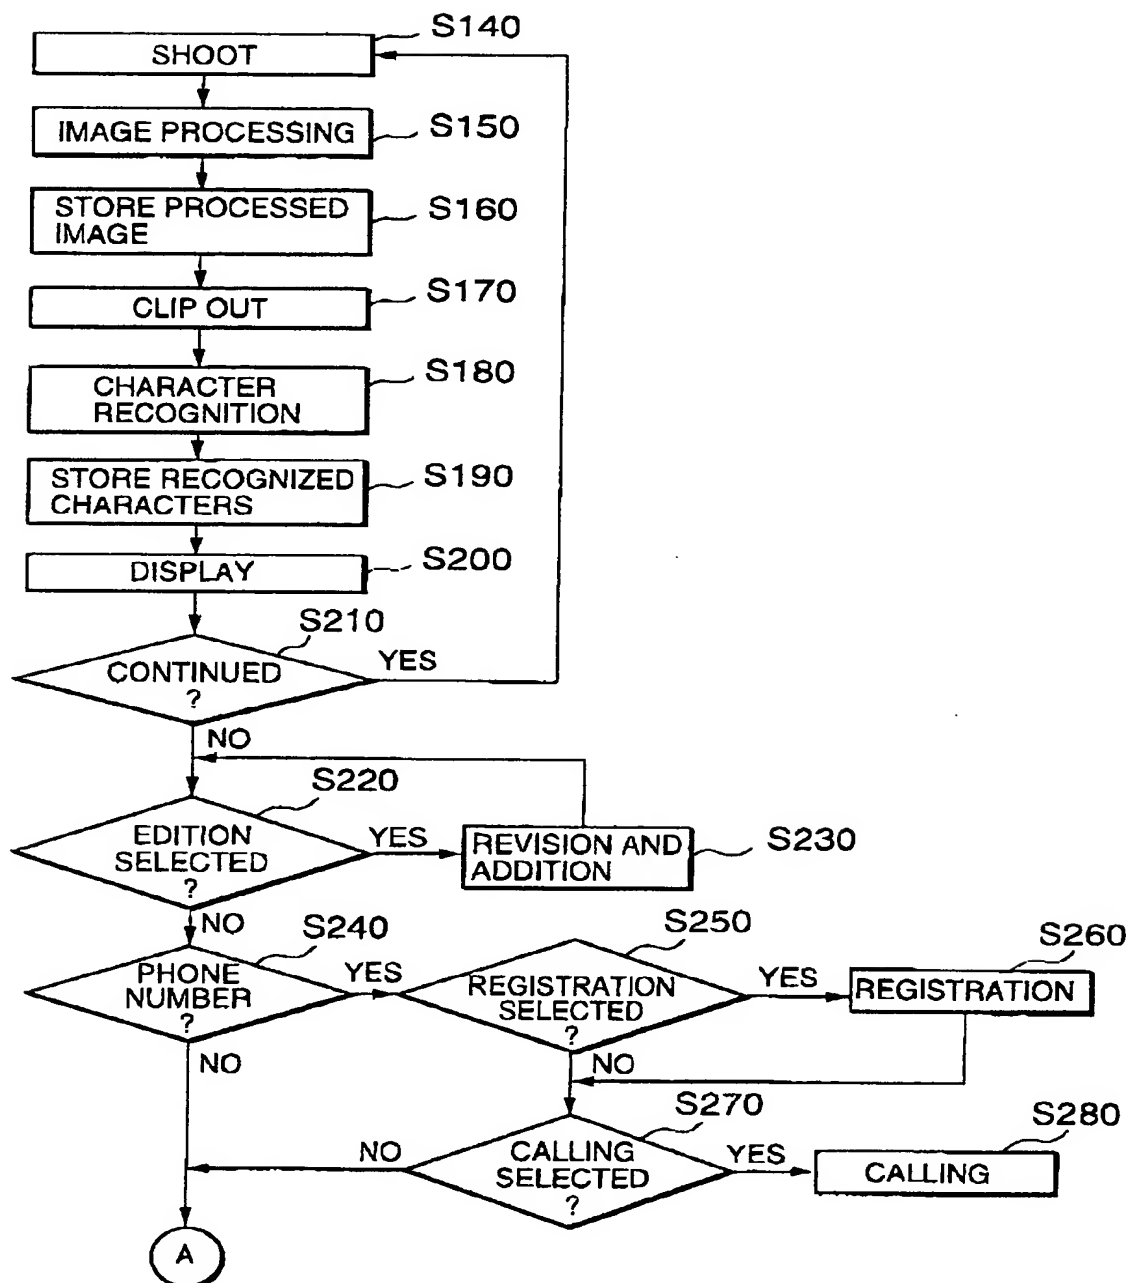 S140
SHOOT
IMAGE PROCESSING
S150
STORE PROCESSED
IMAGE
S160
CLIP OUT
S170
CHARACTER
RECOGNITION
S180
STORE RECOGNIZED
CHARACTERS
S190
DISPLAY
S200
S210
CONTINUED
?
YES
NO
S220
EDITION
SELECTED
?
YES
REVISION AND
ADDITION
S230
NO
S240
PHONE
NUMBER
?
YES
S250
REGISTRATION
SELECTED
?
YES
S260
REGISTRATION
NO
NO
S270
CALLING
SELECTED
?
NO
YES
S280
CALLING
A